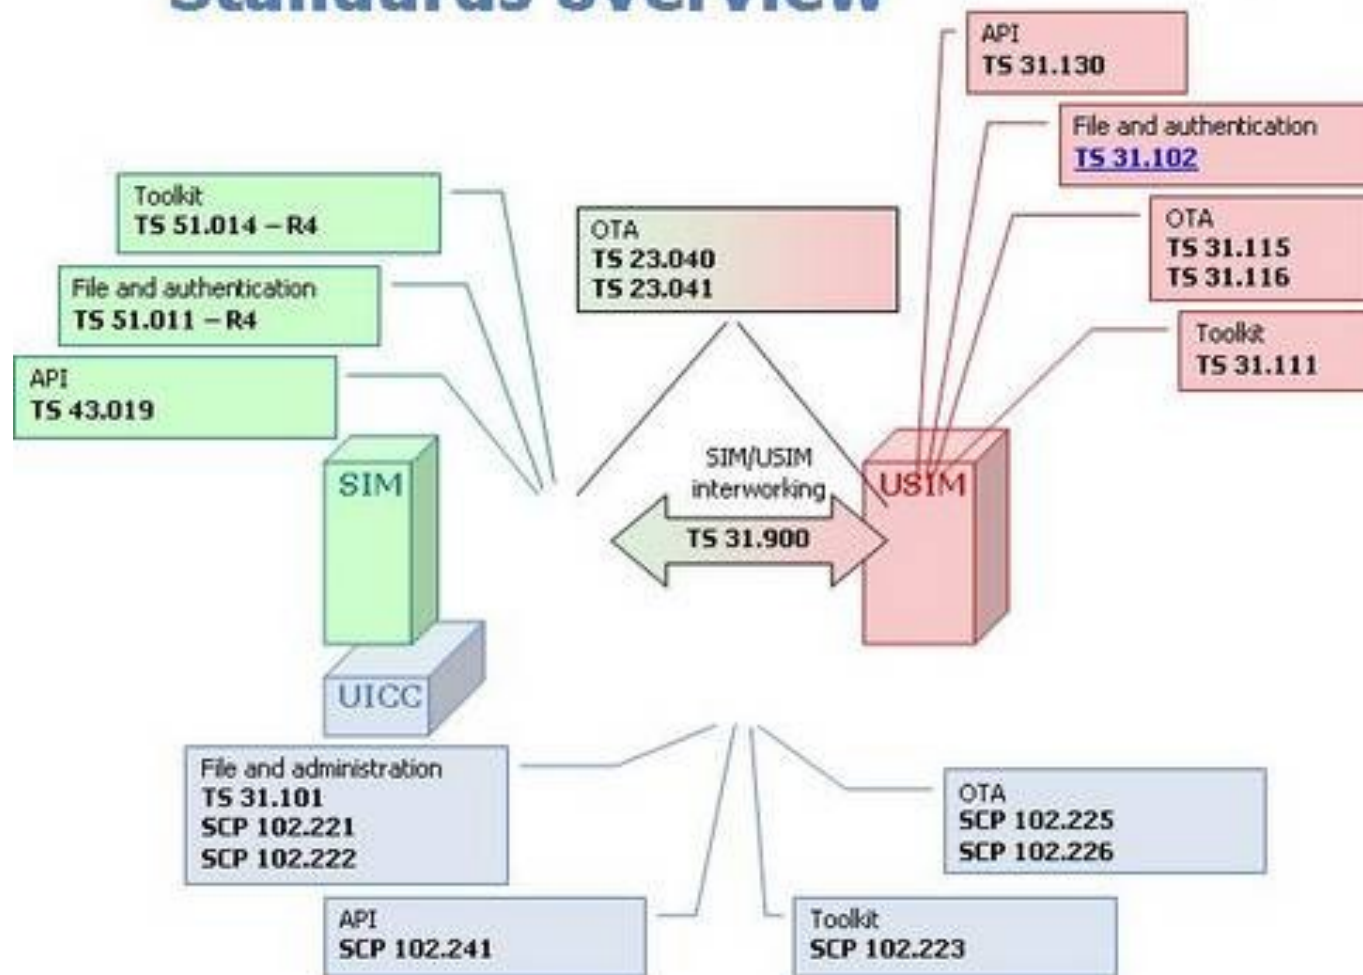 Standards overview
API
TS 31.130
File and authentication
TS 31.102
Toolkit
TS 51.014 – R4
OTA
TS 23.040
TS 23.041
OTA
TS 31.115
TS 31.116
File and authentication
TS 51.011 – R4
Toolkit
TS 31.111
API
TS 43.019
SIM
SIM/USIM
interworking
TS 31.900
USIM
UICC
File and administration
TS 31.101
SCP 102.221
SCP 102.222
OTA
SCP 102.225
SCP 102.226
API
SCP 102.241
Toolkit
SCP 102.223